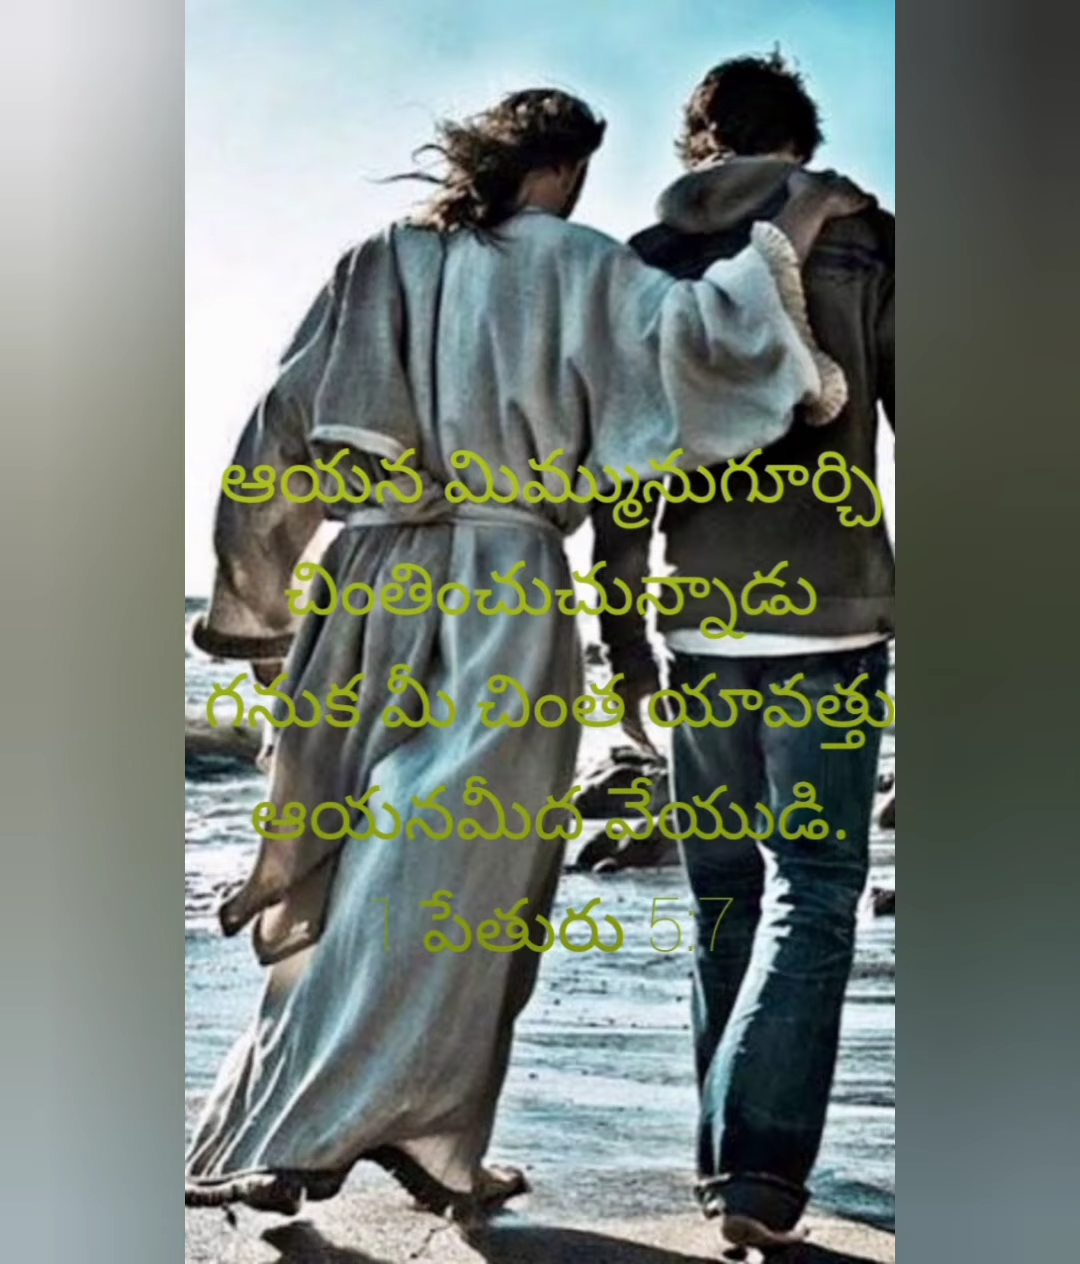 ఆయన మిమ్మునుగూర్చి
చింతించుచున్నాడు
గనుక మీ చింత యావత్తు
ఆయనమీద వేయుడి.
1 పేతురు 5:7